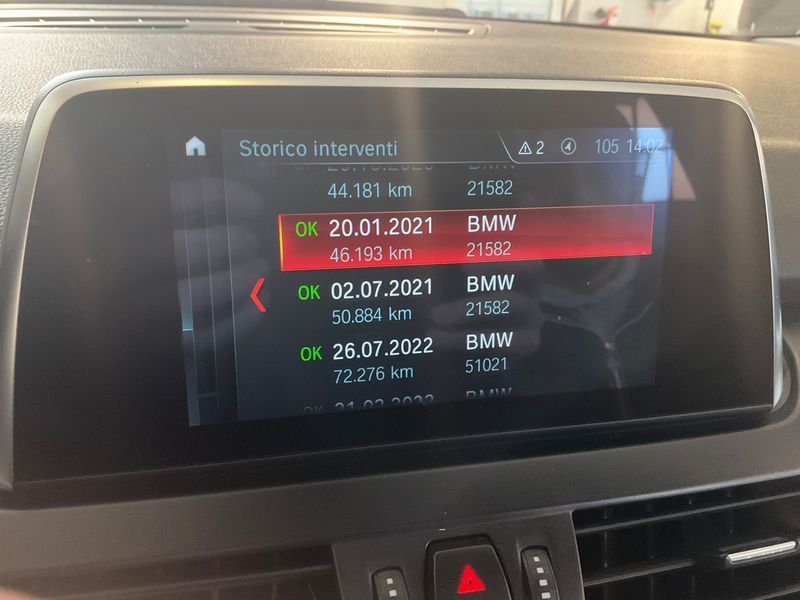 Storico interventi
2
105 14:02
44.181 km 21582
OK 20.01.2021 BMW
46.193 km 21582
OK 02.07.2021 BMW
50.884 km 21582
OK 26.07.2022 BMW
72.276 km 51021
BMW